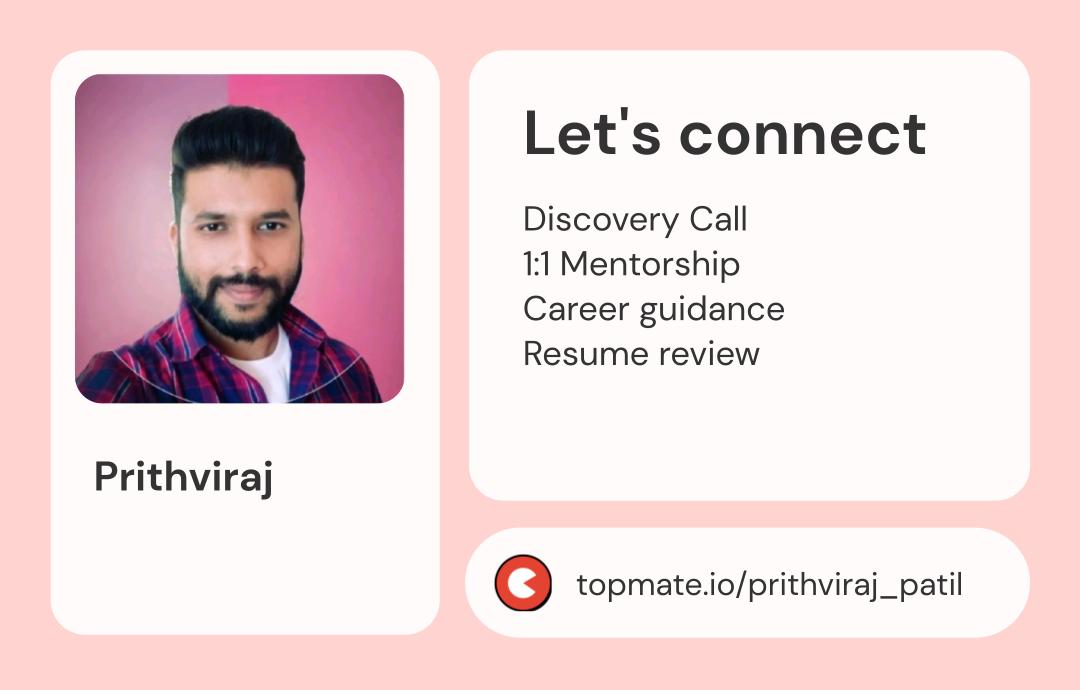 Let's connect
Discovery Call
1:1 Mentorship
Career guidance
Resume review
Prithviraj
topmate.io/prithviraj_patil